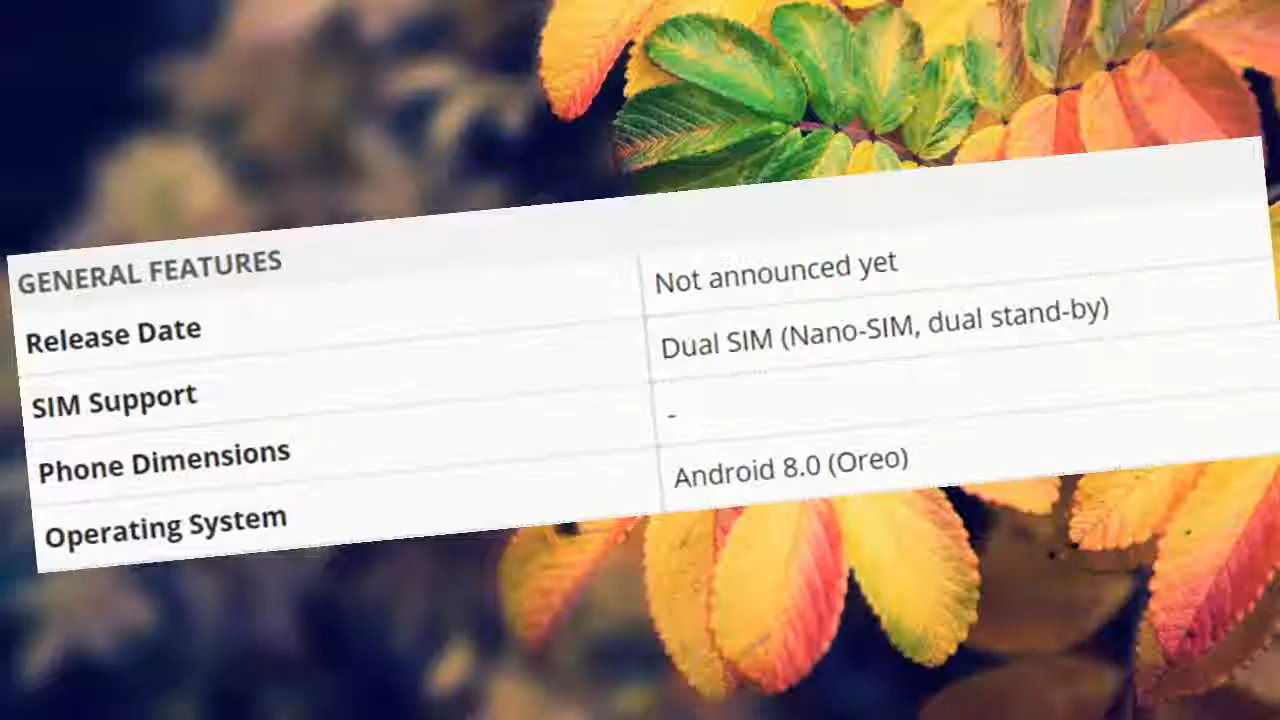 GENERAL FEATURES
Release Date Not announced yet
SIM Support Dual SIM (Nano-SIM, dual stand-by)
Phone Dimensions -
Operating System Android 8.0 (Oreo)